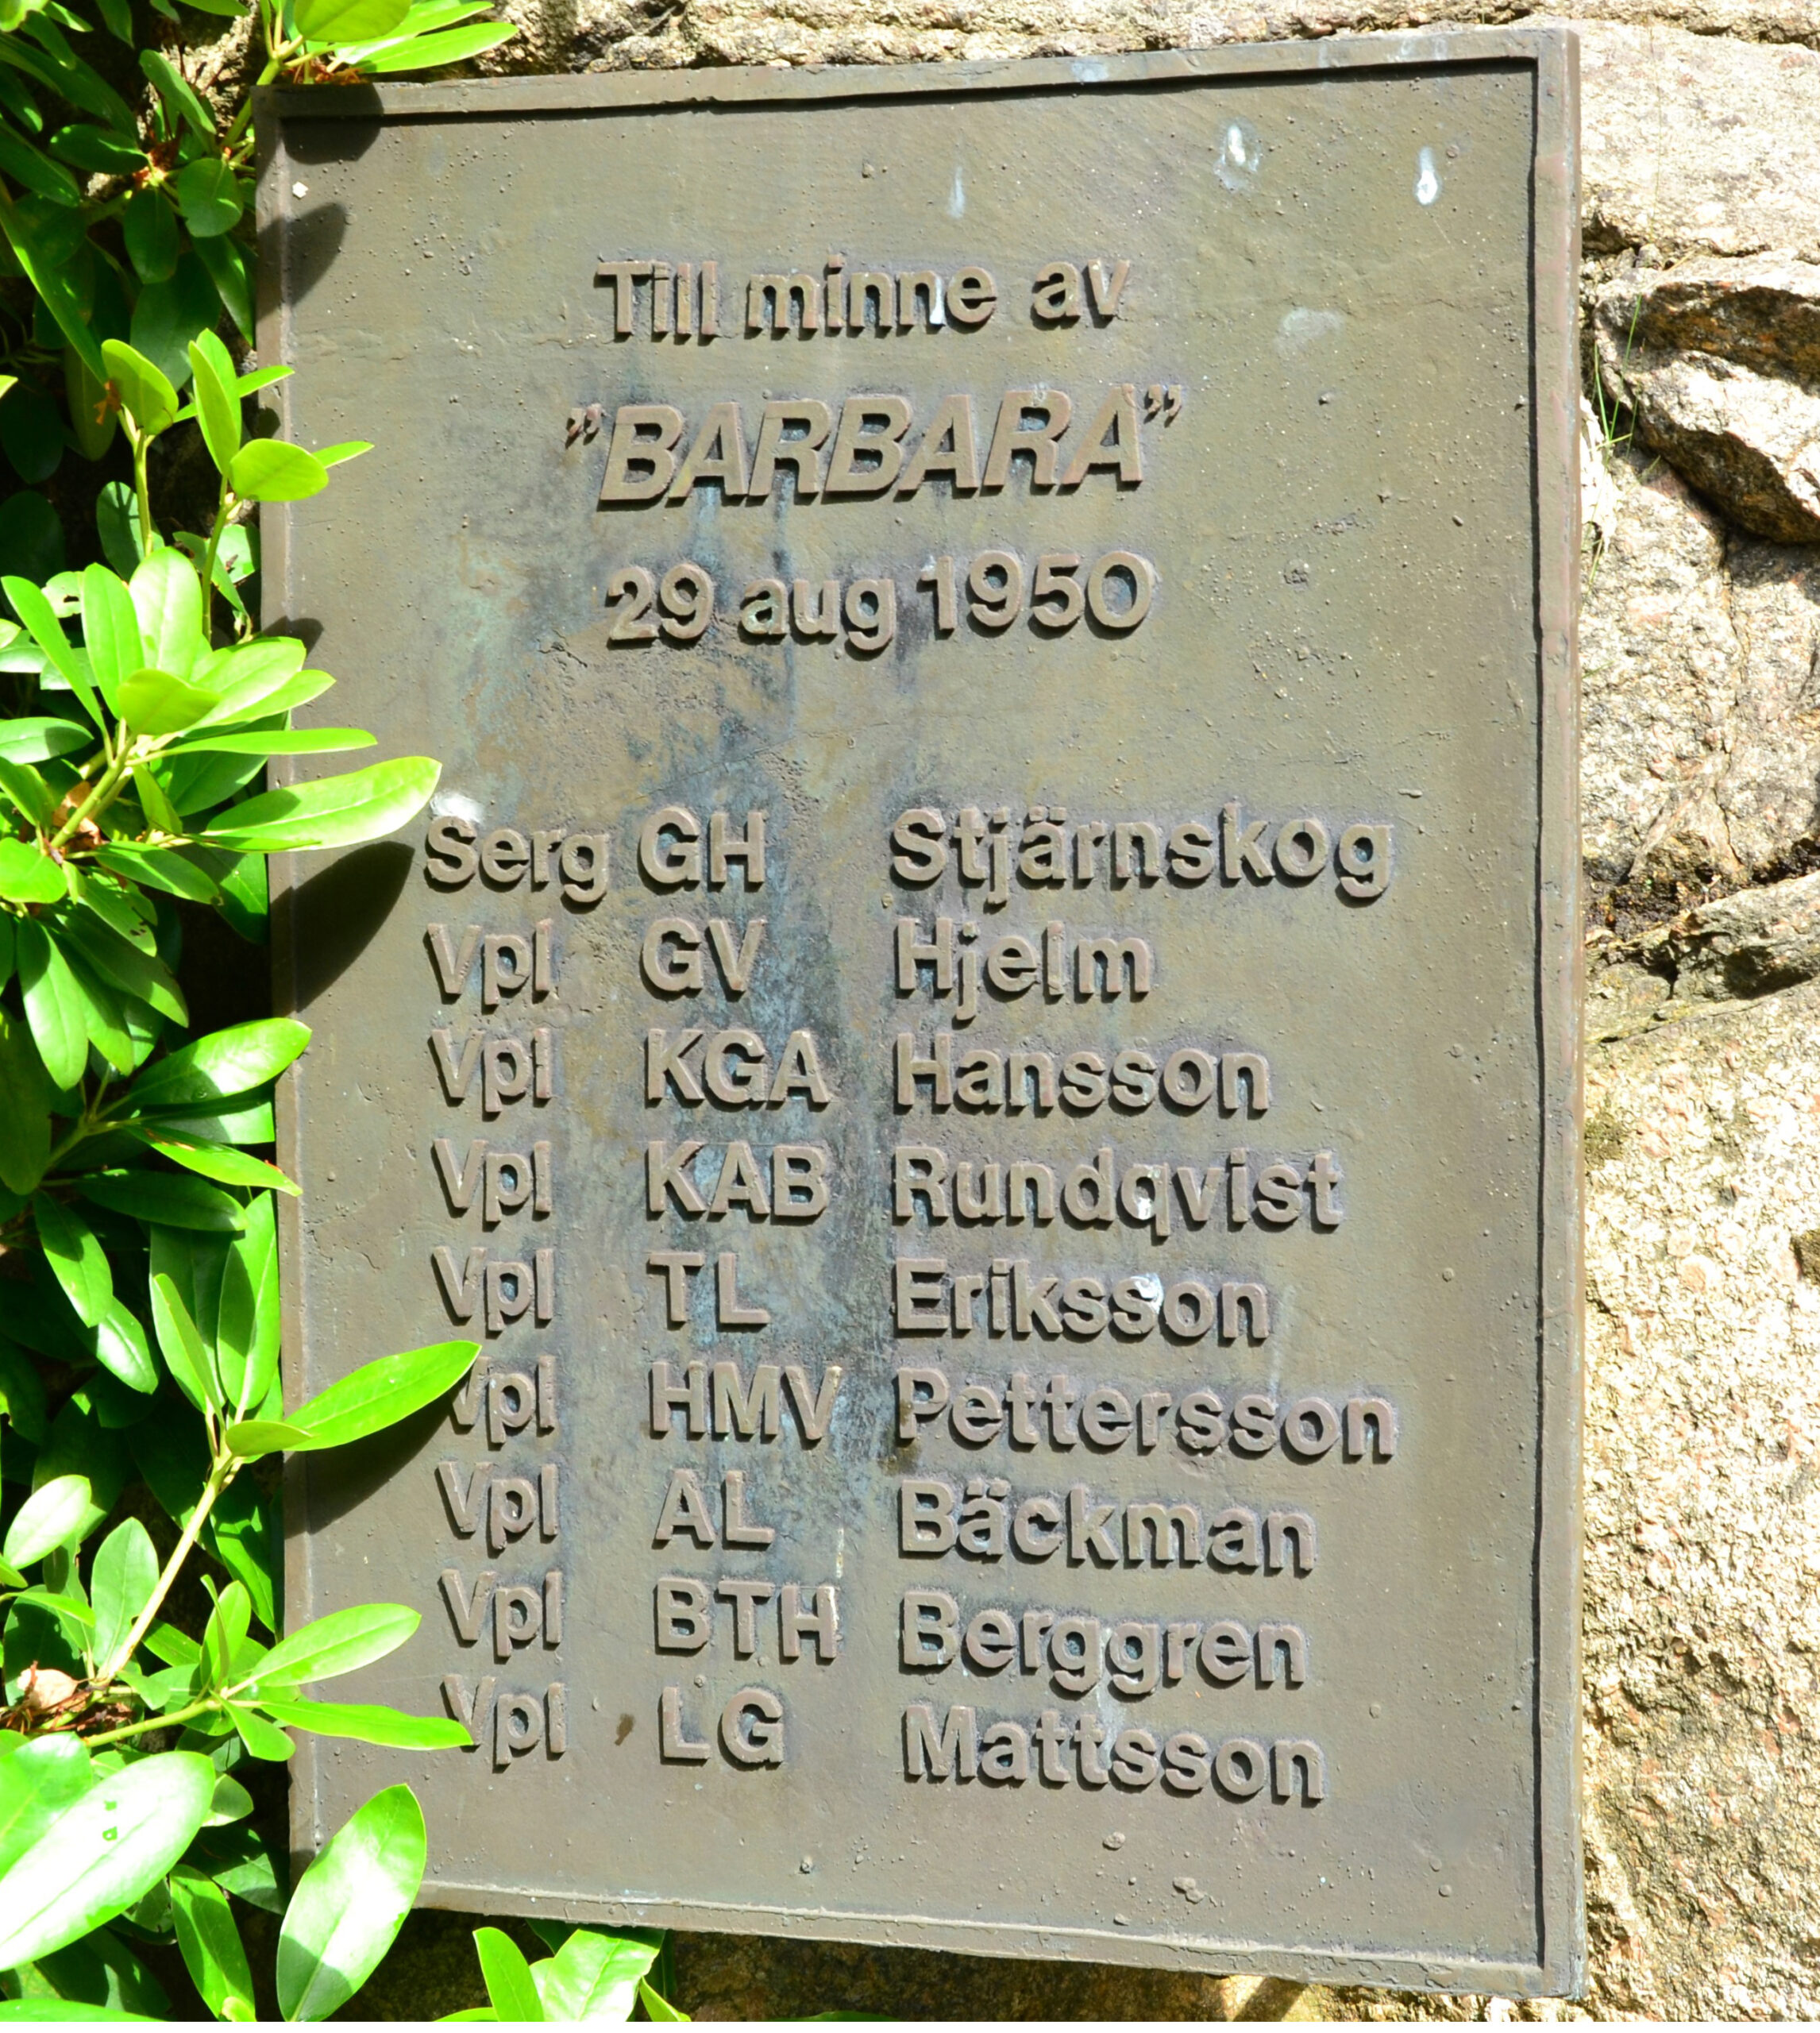 Till minne av
”BARBARA”
29 aug 1950
Serg GH Stjärnskog
Vpl GV Hjelm
Vpl KGA Hansson
Vpl KAB Rundqvist
Vpl TL Eriksson
Vpl HMV Pettersson
Vpl AL Bäckman
Vpl BTH Berggren
Vpl LG Mattsson